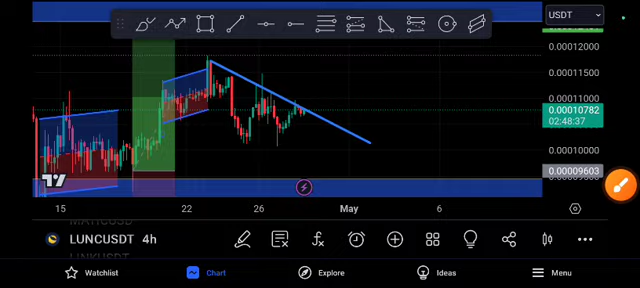 USDT
0.00012000
0.00011500
0.00011000
0.00010782
02:48:37
0.00010000
0.00009603
15
22
26
May
6
LUNCUSDT
4h
Watchlist
Chart
Explore
Ideas
Menu